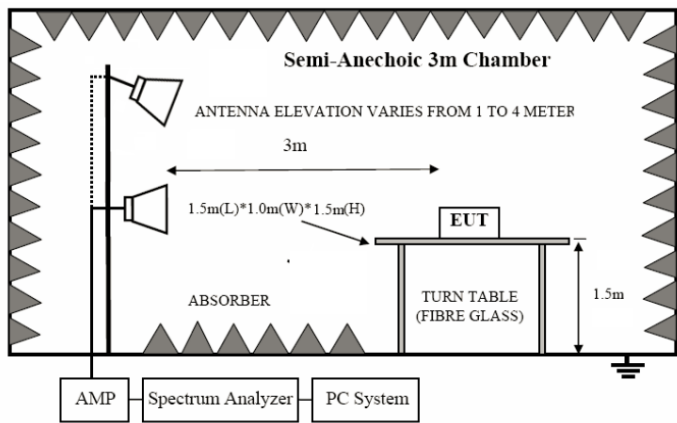 Semi-Anechoic 3m Chamber
ANTENNA ELEVATION VARIES FROM 1 TO 4 METER
3m
1.5m(L)*1.0m(W)*1.5m(H)
EUT
ABSORBER
TURN TABLE
(FIBRE GLASS)
1.5m
AMP
Spectrum Analyzer
PC System